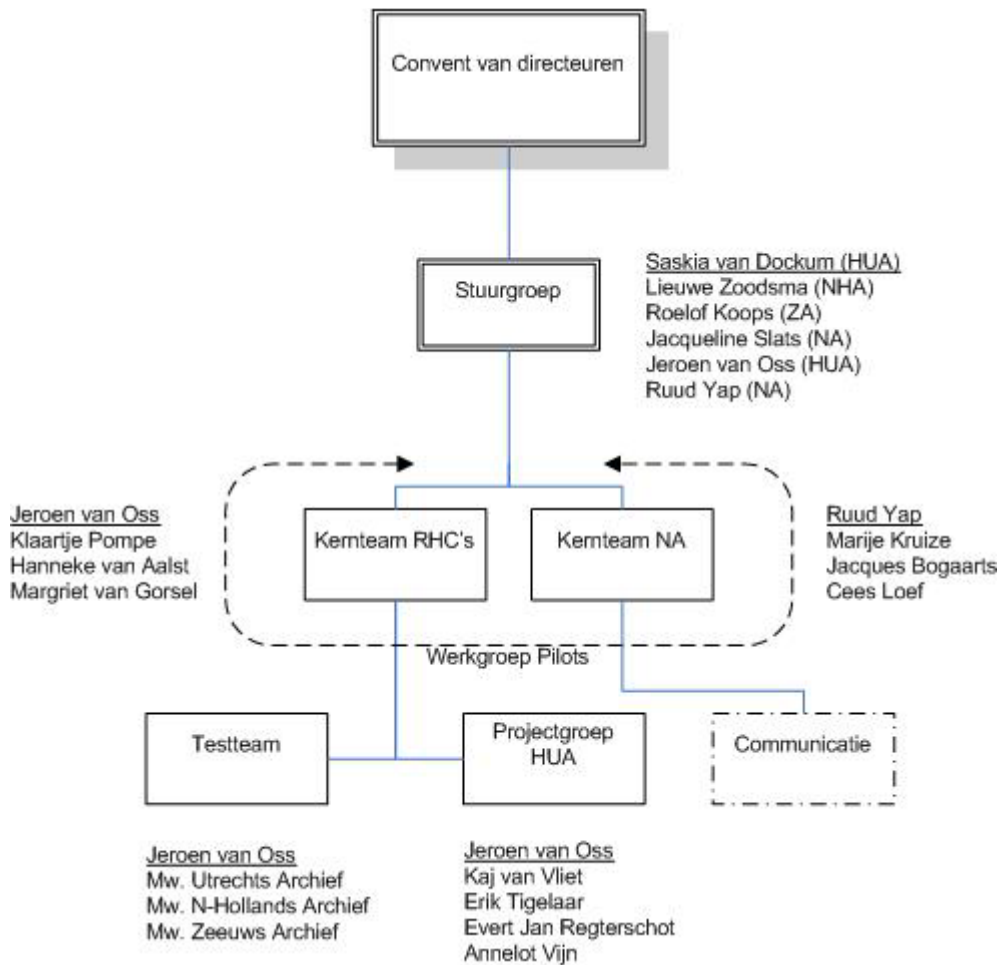 Convent van directeuren
Stuurgroep
Saskia van Dockum (HUA)
Lieuwe Zoodsma (NHA)
Roelof Koops (ZA)
Jacqueline Slats (NA)
Jeroen van Oss (HUA)
Ruud Yap (NA)
Jeroen van Oss
Klaartje Pompe
Hanneke van Aalst
Margriet van Gorsel
Kernteam RHC's
Kernteam NA
Ruud Yap
Marije Kruize
Jacques Bogaarts
Cees Loef
Werkgroep Pilots
Testteam
Projectgroep
HUA
Communicatie
Jeroen van Oss
Mw. Utrechts Archief
Mw. N-Hollands Archief
Mw. Zeeuws Archief
Jeroen van Oss
Kaj van Vliet
Erik Tigelaar
Evert Jan Regterschot
Annelot Vijn